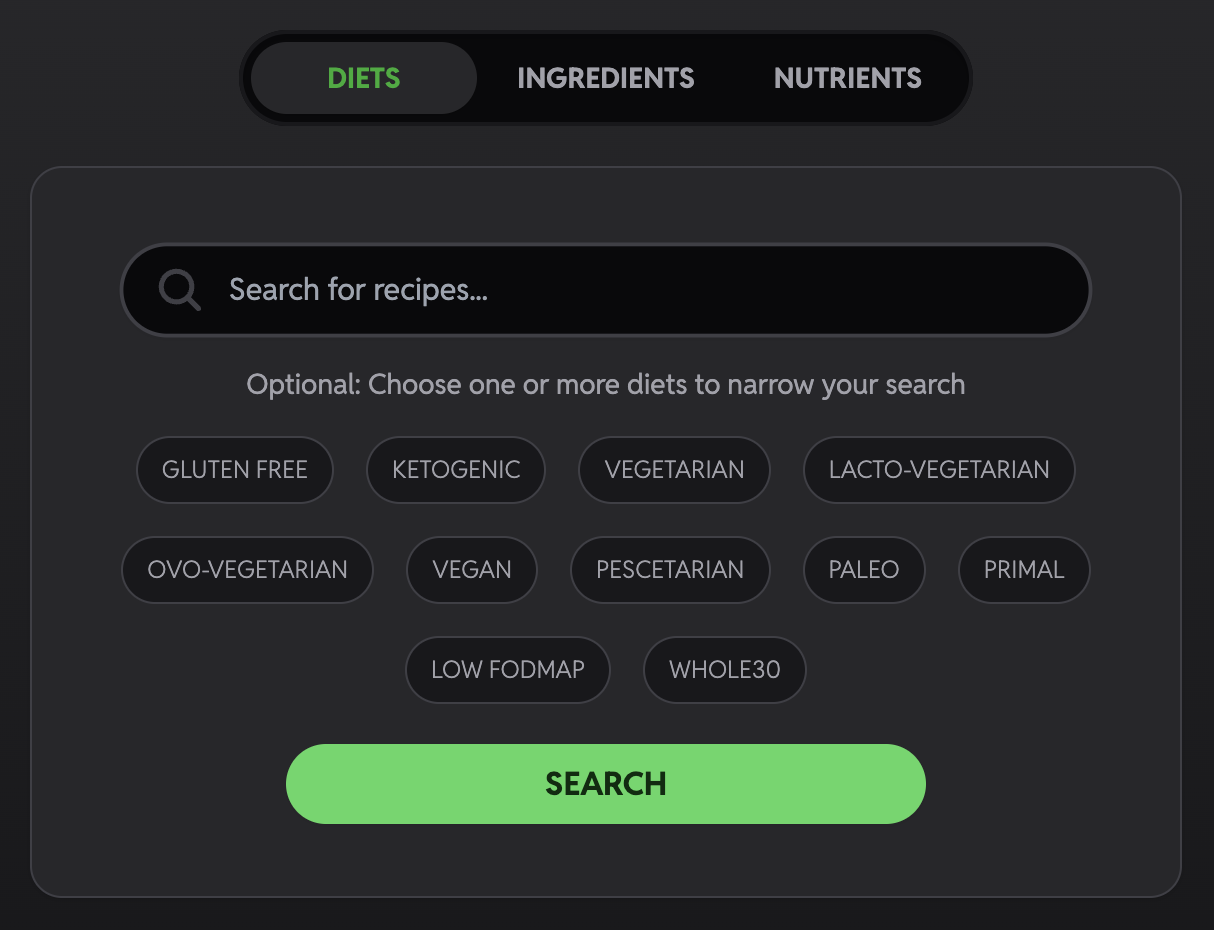 DIETS INGREDIENTS NUTRIENTS
Search for recipes...
Optional: Choose one or more diets to narrow your search
GLUTEN FREE KETOGENIC VEGETARIAN LACTO-VEGETARIAN
OVO-VEGETARIAN VEGAN PESCETARIAN PALEO PRIMAL
LOW FODMAP WHOLE30
SEARCH